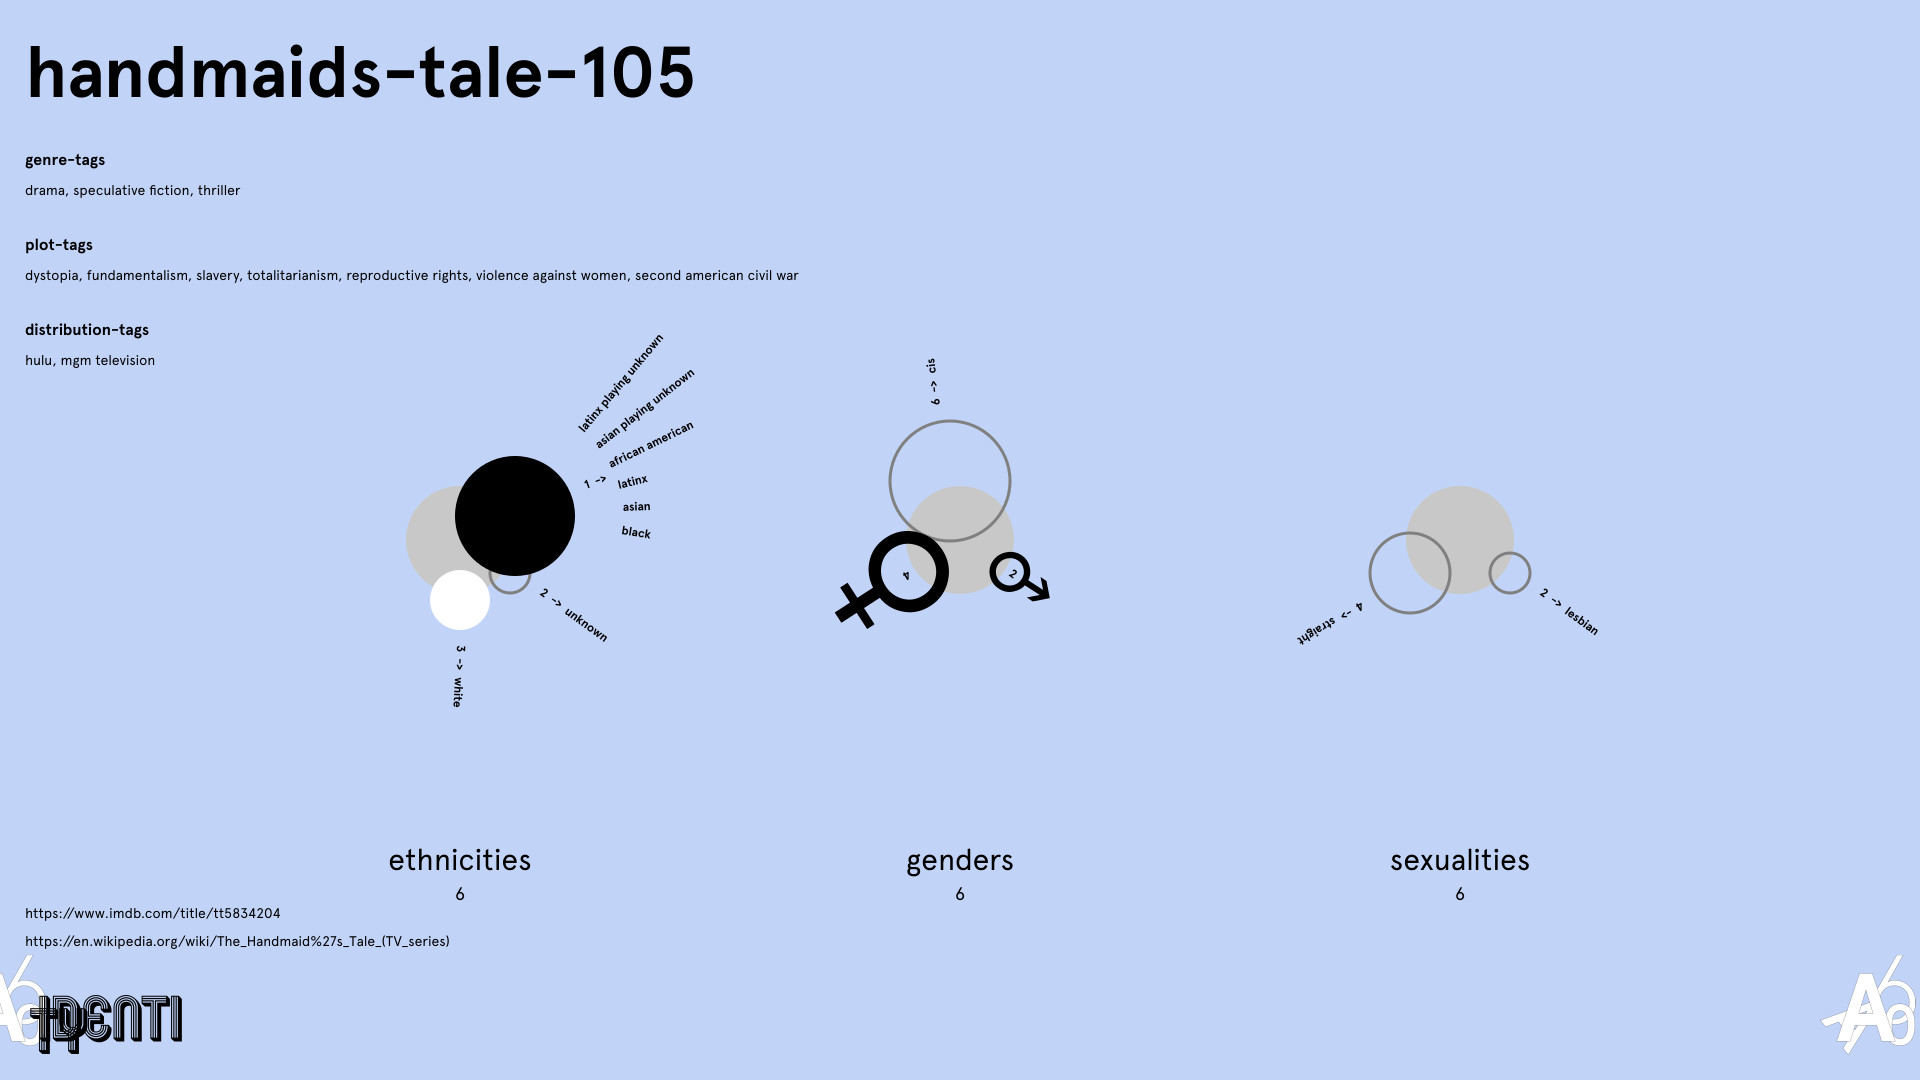 handmaids-tale-105
genre-tags
drama, speculative fiction, thriller
plot-tags
dystopia, fundamentalism, slavery, totalitarianism, reproductive rights, violence against women, second american civil war
distribution-tags
hulu, mgm television
latinx playing unknown
asian playing unknown
african american
1 -> latinx
asian
black
2 -> unknown
3 -> white
6 -> cis
4
2
4 -> straight
2 -> lesbian
ethnicities
6
genders
6
sexualities
6
https://www.imdb.com/title/tt5834204
https://en.wikipedia.org/wiki/The_Handmaid%27s_Tale_(TV_series)
IDENTI